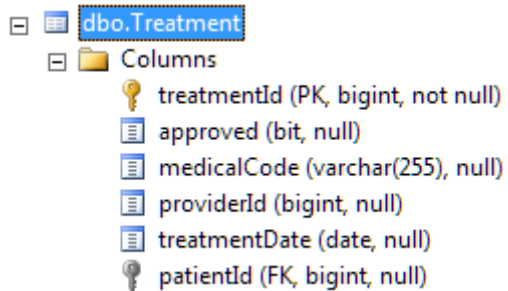 dbo.Treatment
Columns
treatmentId (PK, bigint, not null)
approved (bit, null)
medicalCode (varchar(255), null)
providerId (bigint, null)
treatmentDate (date, null)
patientId (FK, bigint, null)